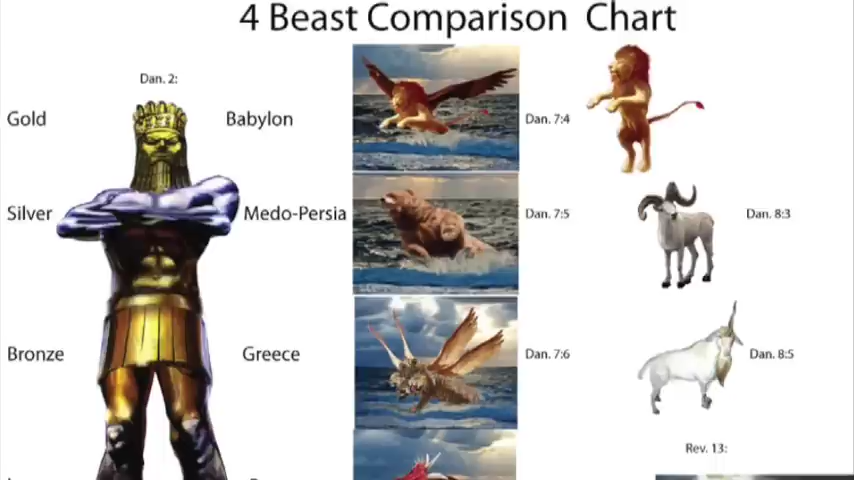 4 Beast Comparison Chart
Dan. 2:
Gold
Babylon
Dan. 7:4
Silver
Medo-Persia
Dan. 7:5
Dan. 8:3
Bronze
Greece
Dan. 7:6
Dan. 8:5
Rev. 13: